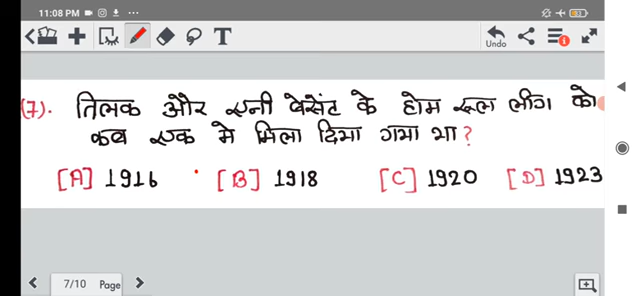 11:08 PM
Undo
(7). तिलक और एनी बेसेंट के होम रूल लीग को
कब एक मे मिला दिया गया था?
[A] 1916 [B] 1918 [C] 1920 [D] 1923
7/10 Page